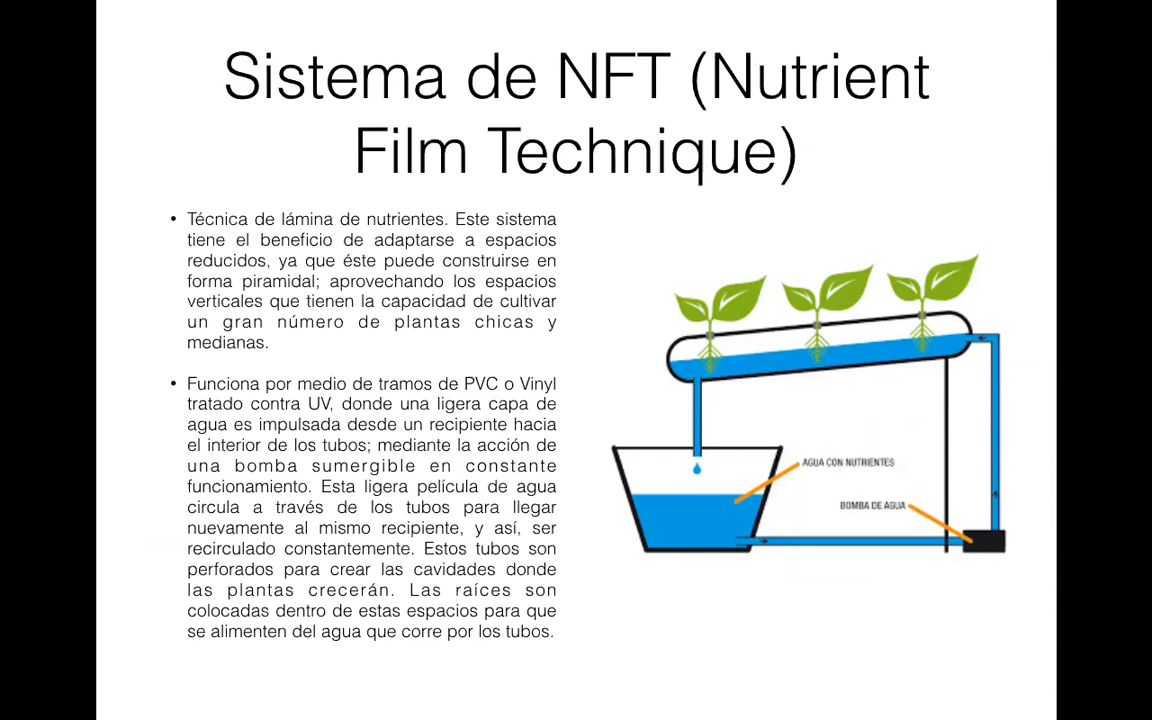 Sistema de NFT (Nutrient
Film Technique)
• Técnica de lámina de nutrientes. Este sistema
tiene el beneficio de adaptarse a espacios
reducidos, ya que éste puede construirse en
forma piramidal; aprovechando los espacios
verticales que tienen la capacidad de cultivar
un gran número de plantas chicas y
medianas.
• Funciona por medio de tramos de PVC o Vinyl
tratado contra UV, donde una ligera capa de
agua es impulsada desde un recipiente hacia
el interior de los tubos; mediante la acción de
una bomba sumergible en constante
funcionamiento. Esta ligera película de agua
circula a través de los tubos para llegar
nuevamente al mismo recipiente, y así, ser
recirculado constantemente. Estos tubos son
perforados para crear las cavidades donde
las plantas crecerán. Las raíces son
colocadas dentro de estas espacios para que
se alimenten del agua que corre por los tubos.
AGUA CON NUTRIENTES
BOMBA DE AGUA